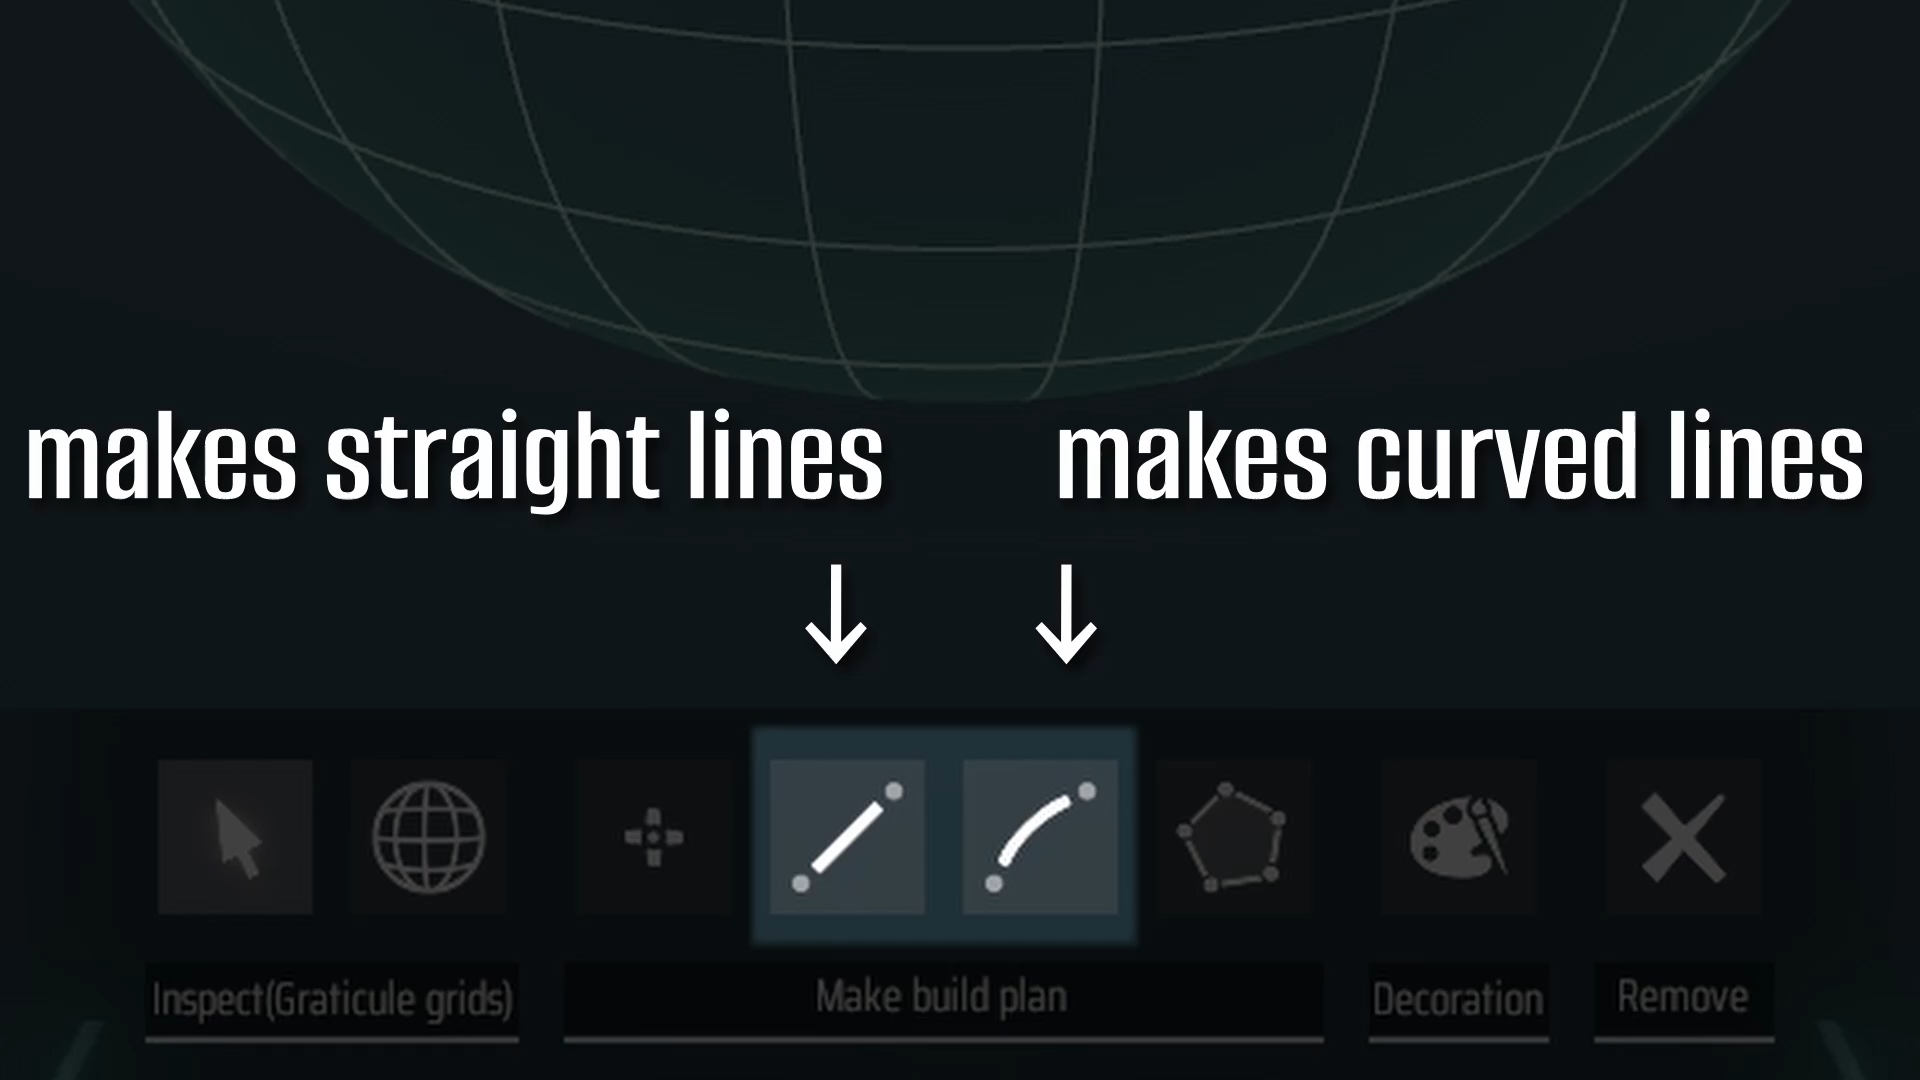 makes straight lines
makes curved lines
↓ ↓
Inspect(Graticule grids)
Make build plan
Decoration
Remove